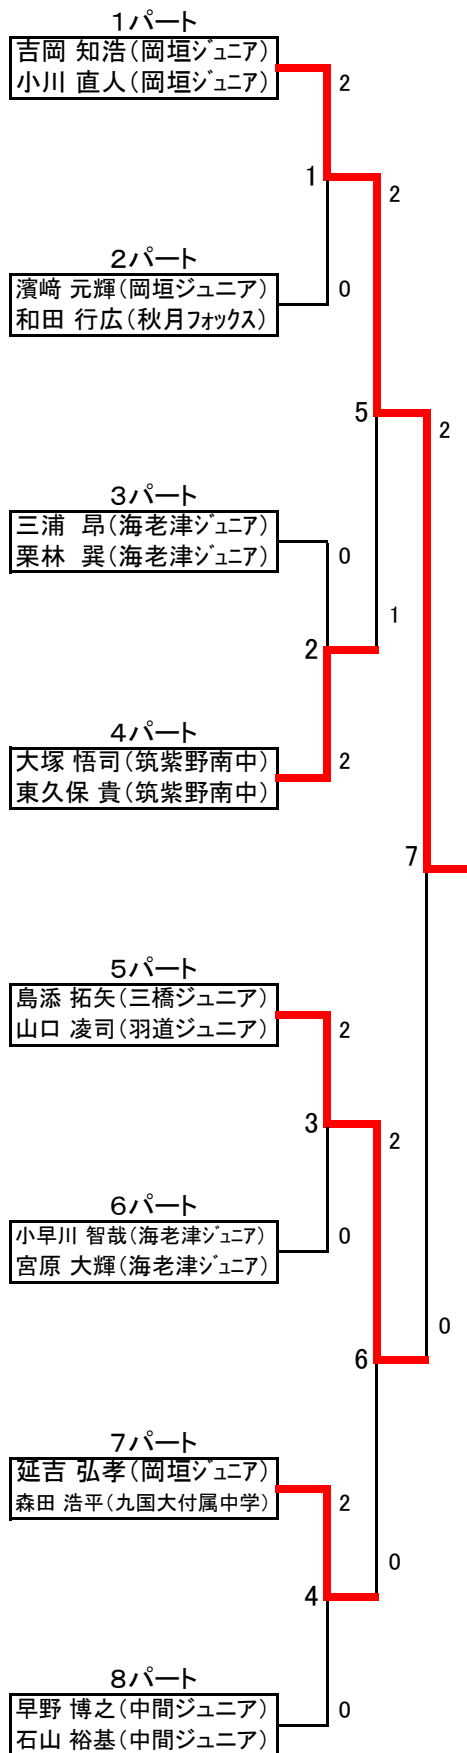 １パート
吉岡 知浩（岡垣ジュニア）
小川 直人（岡垣ジュニア）
2
1
2
２パート
濱﨑 元輝（岡垣ジュニア）
和田 行広（秋月フォックス）
0
5
2
３パート
三浦 昂（海老津ジュニア）
栗林 巽（海老津ジュニア）
0
1
2
４パート
大塚 悟司（筑紫野南中）
東久保 貴（筑紫野南中）
2
7
５パート
島添 拓矢（三橋ジュニア）
山口 凌司（羽道ジュニア）
2
3
2
６パート
小早川 智哉（海老津ジュニア）
宮原 大輝（海老津ジュニア）
0
0
6
７パート
延吉 弘孝（岡垣ジュニア）
森田 浩平（九国大付属中学）
2
0
4
８パート
早野 博之（中間ジュニア）
石山 裕基（中間ジュニア）
0